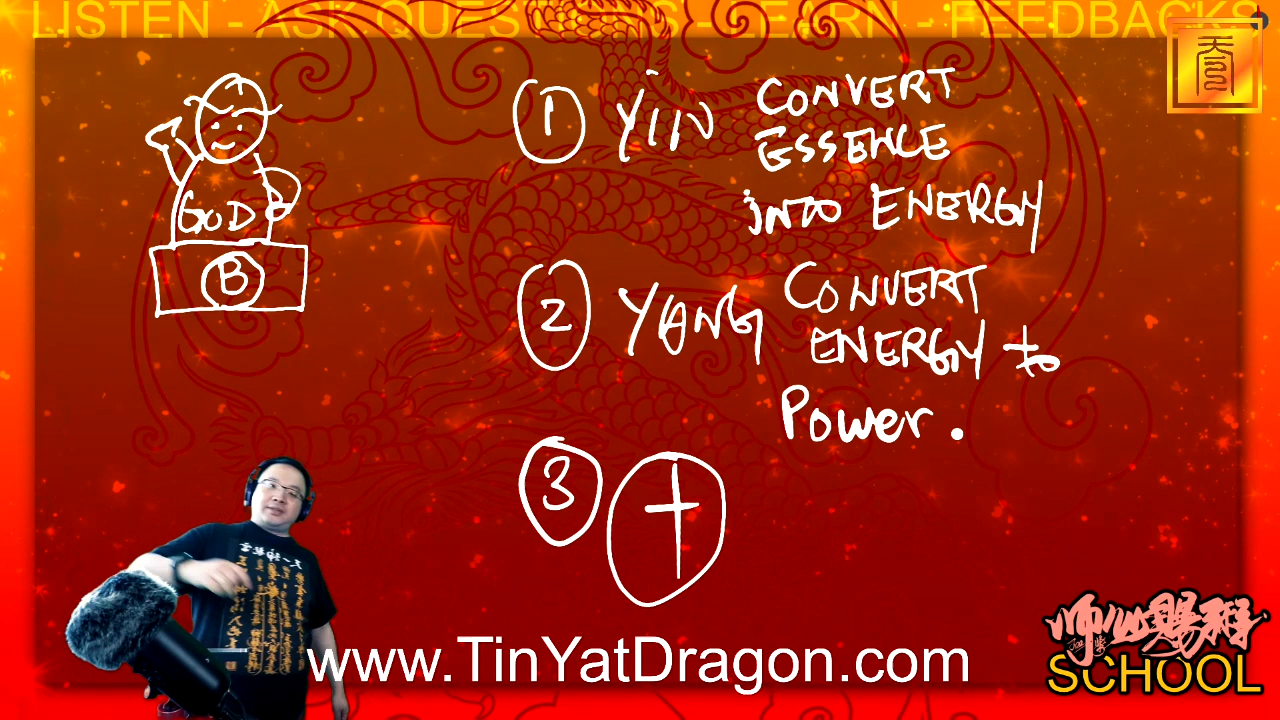 LISTEN - ASK QUESTIONS - LEARN - FEEDBACKS
GOD
B
1 YIN CONVERT
ESSENCE
INTO ENERGY
2 YANG CONVERT
ENERGY to
Power.
3
www.TinYatDragon.com
SCHOOL